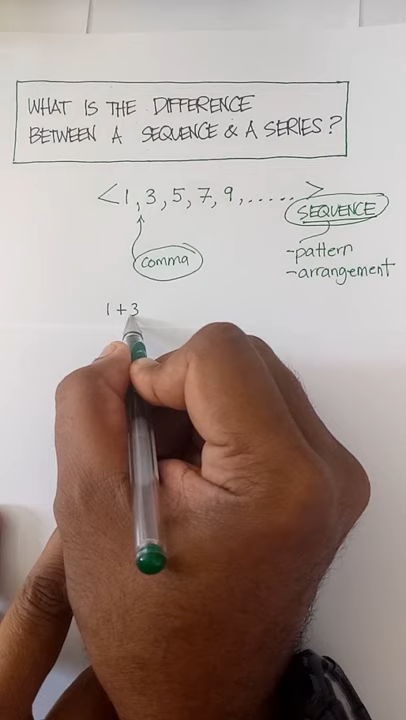 WHAT IS THE DIFFERENCE
BETWEEN A SEQUENCE & A SERIES?
<1, 3, 5, 7, 9, ......>
SEQUENCE
comma
-pattern
-arrangement
1 + 3